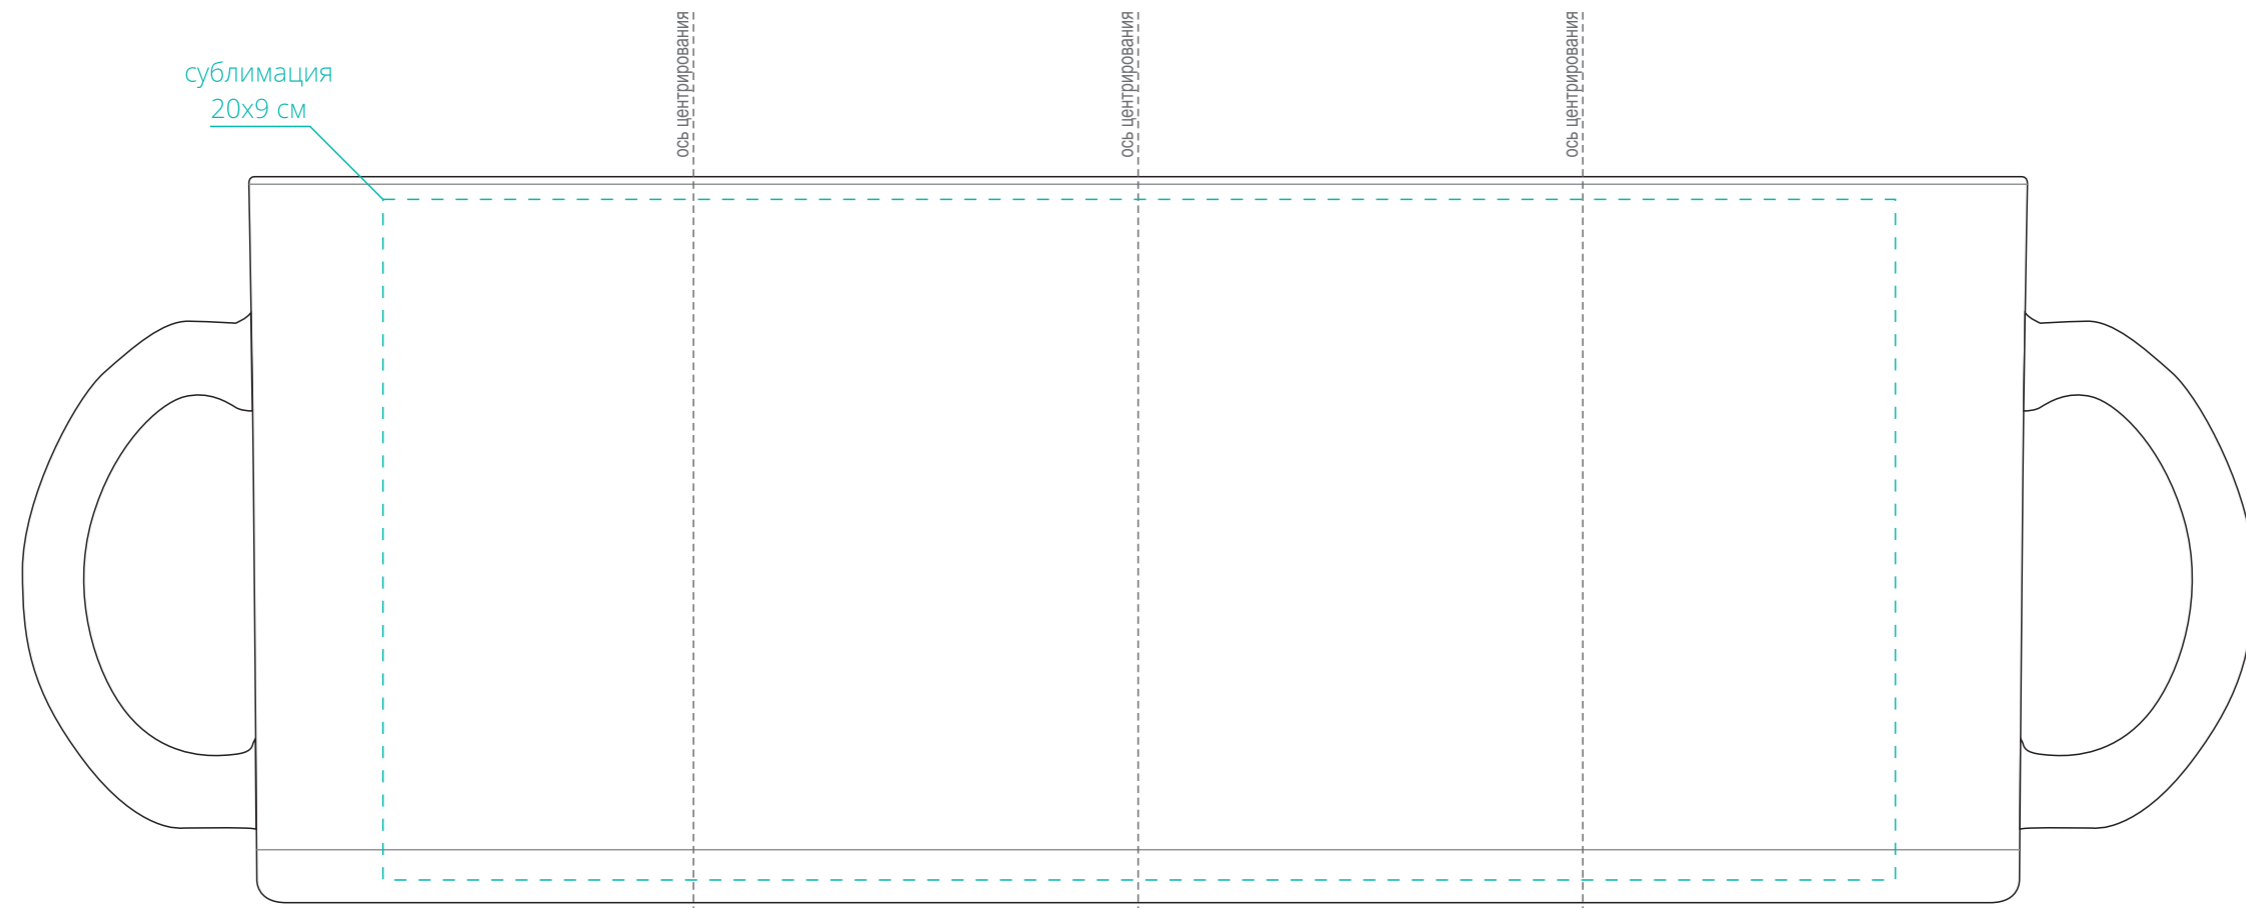 сублимация
20х9 см
ось центрирования
ось центрирования
ось центрирования